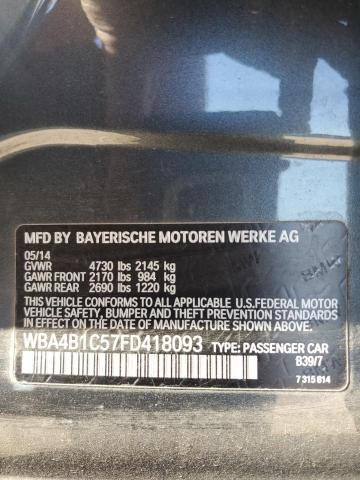 MFD BY BAYERISCHE MOTOREN WERKE AG
05/14
GVWR 4730 lbs 2145 kg
GAWR FRONT 2170 lbs 984 kg
GAWR REAR 2690 lbs 1220 kg
THIS VEHICLE CONFORMS TO ALL APPLICABLE
U.S.FEDERAL MOTOR
VEHICLE SAFETY, BUMPER AND THEFT PREVENTION STANDARDS
IN EFFECT ON THE DATE OF MANUFACTURE SHOWN ABOVE.
WBA4B1C57FD418093 TYPE: PASSENGER CAR
B39/7
7 315 814